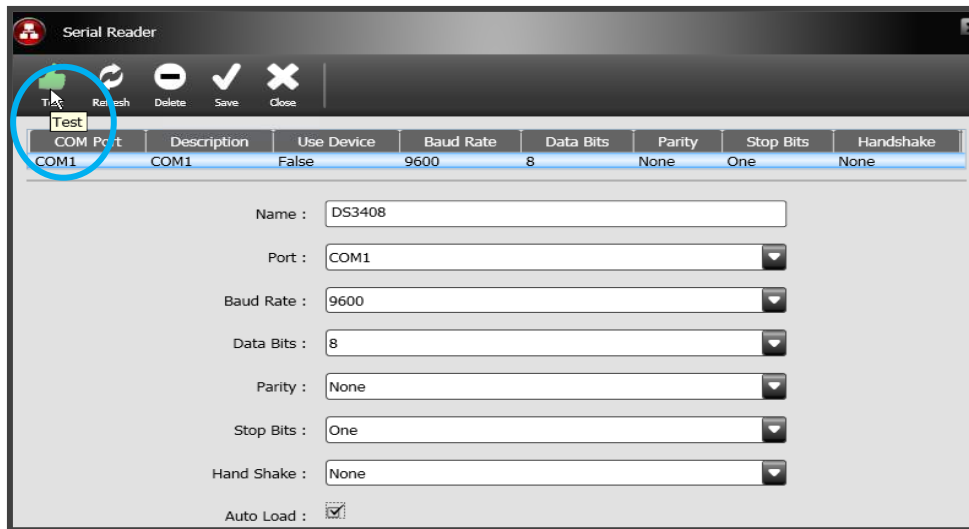 Serial Reader
Test Refresh Delete Save Close
Test
COM Port Description Use Device Baud Rate Data Bits Parity Stop Bits Handshake
COM1 COM1 False 9600 8 None One None
Name : DS3408
Port : COM1
Baud Rate : 9600
Data Bits : 8
Parity : None
Stop Bits : One
Hand Shake : None
Auto Load :